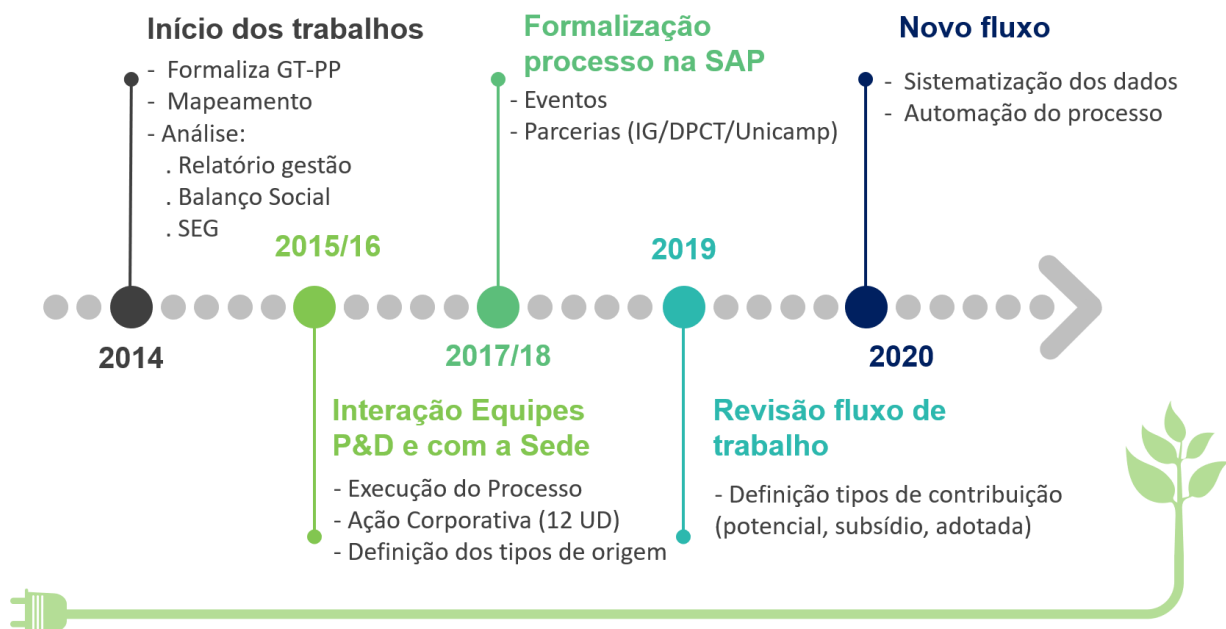 Início dos trabalhos
- Formaliza GT-PP
- Mapeamento
- Análise:
. Relatório gestão
. Balanço Social
. SEG
2014
2015/16
Interação Equipes
P&D e com a Sede
- Execução do Processo
- Ação Corporativa (12 UD)
- Definição dos tipos de origem
Formalização
processo na SAP
- Eventos
- Parcerias (IG/DPCT/Unicamp)
2017/18
2019
Revisão fluxo de
trabalho
- Definição tipos de contribuição
(potencial, subsídio, adotada)
Novo fluxo
- Sistematização dos dados
- Automação do processo
2020